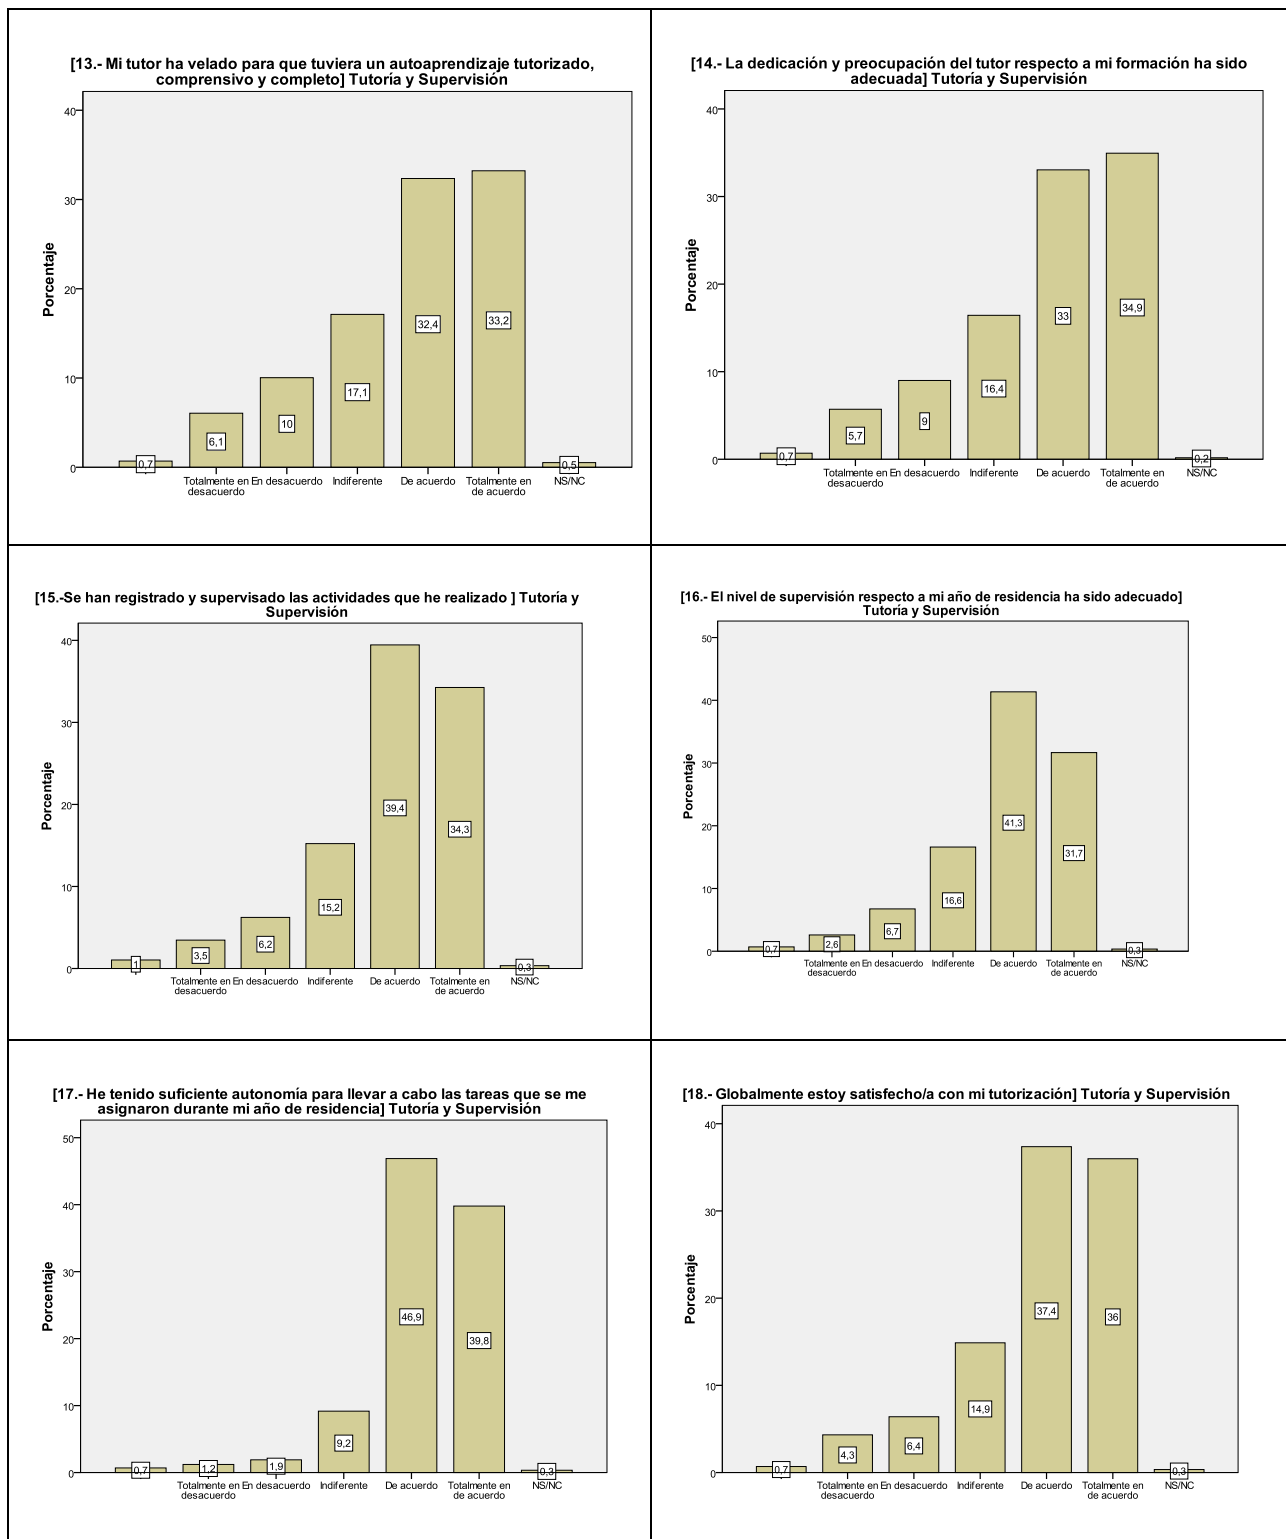 [13.- Mi tutor ha velado para que tuviera un autoaprendizaje tutorizado,
comprensivo y completo] Tutoría y Supervisión
Porcentaje
40
30
20
10
0
0,7
6,1
10
17,1
32,4
33,2
0,5
Totalmente en
desacuerdo
En desacuerdo
Indiferente
De acuerdo
Totalmente en
de acuerdo
NS/NC
[14.- La dedicación y preocupación del tutor respecto a mi formación ha sido
adecuada] Tutoría y Supervisión
Porcentaje
40
30
20
10
0
0,7
5,7
9
16,4
33
34,9
0,2
Totalmente en
desacuerdo
En desacuerdo
Indiferente
De acuerdo
Totalmente en
de acuerdo
NS/NC
[15.-Se han registrado y supervisado las actividades que he realizado ] Tutoría y
Supervisión
Porcentaje
40
30
20
10
0
1
3,5
6,2
15,2
39,4
34,3
0,3
Totalmente en
desacuerdo
En desacuerdo
Indiferente
De acuerdo
Totalmente en
de acuerdo
NS/NC
[16.- El nivel de supervisión respecto a mi año de residencia ha sido adecuado]
Tutoría y Supervisión
Porcentaje
50
40
30
20
10
0
0,7
2,6
6,7
16,6
41,3
31,7
0,3
Totalmente en
desacuerdo
En desacuerdo
Indiferente
De acuerdo
Totalmente en
de acuerdo
NS/NC
[17.- He tenido suficiente autonomía para llevar a cabo las tareas que se me
asignaron durante mi año de residencia] Tutoría y Supervisión
Porcentaje
50
40
30
20
10
0
0,7
1,2
1,9
9,2
46,9
39,8
0,3
Totalmente en
desacuerdo
En desacuerdo
Indiferente
De acuerdo
Totalmente en
de acuerdo
NS/NC
[18.- Globalmente estoy satisfecho/a con mi tutorización] Tutoría y Supervisión
Porcentaje
40
30
20
10
0
0,7
4,3
6,4
14,9
37,4
36
0,3
Totalmente en
desacuerdo
En desacuerdo
Indiferente
De acuerdo
Totalmente en
de acuerdo
NS/NC